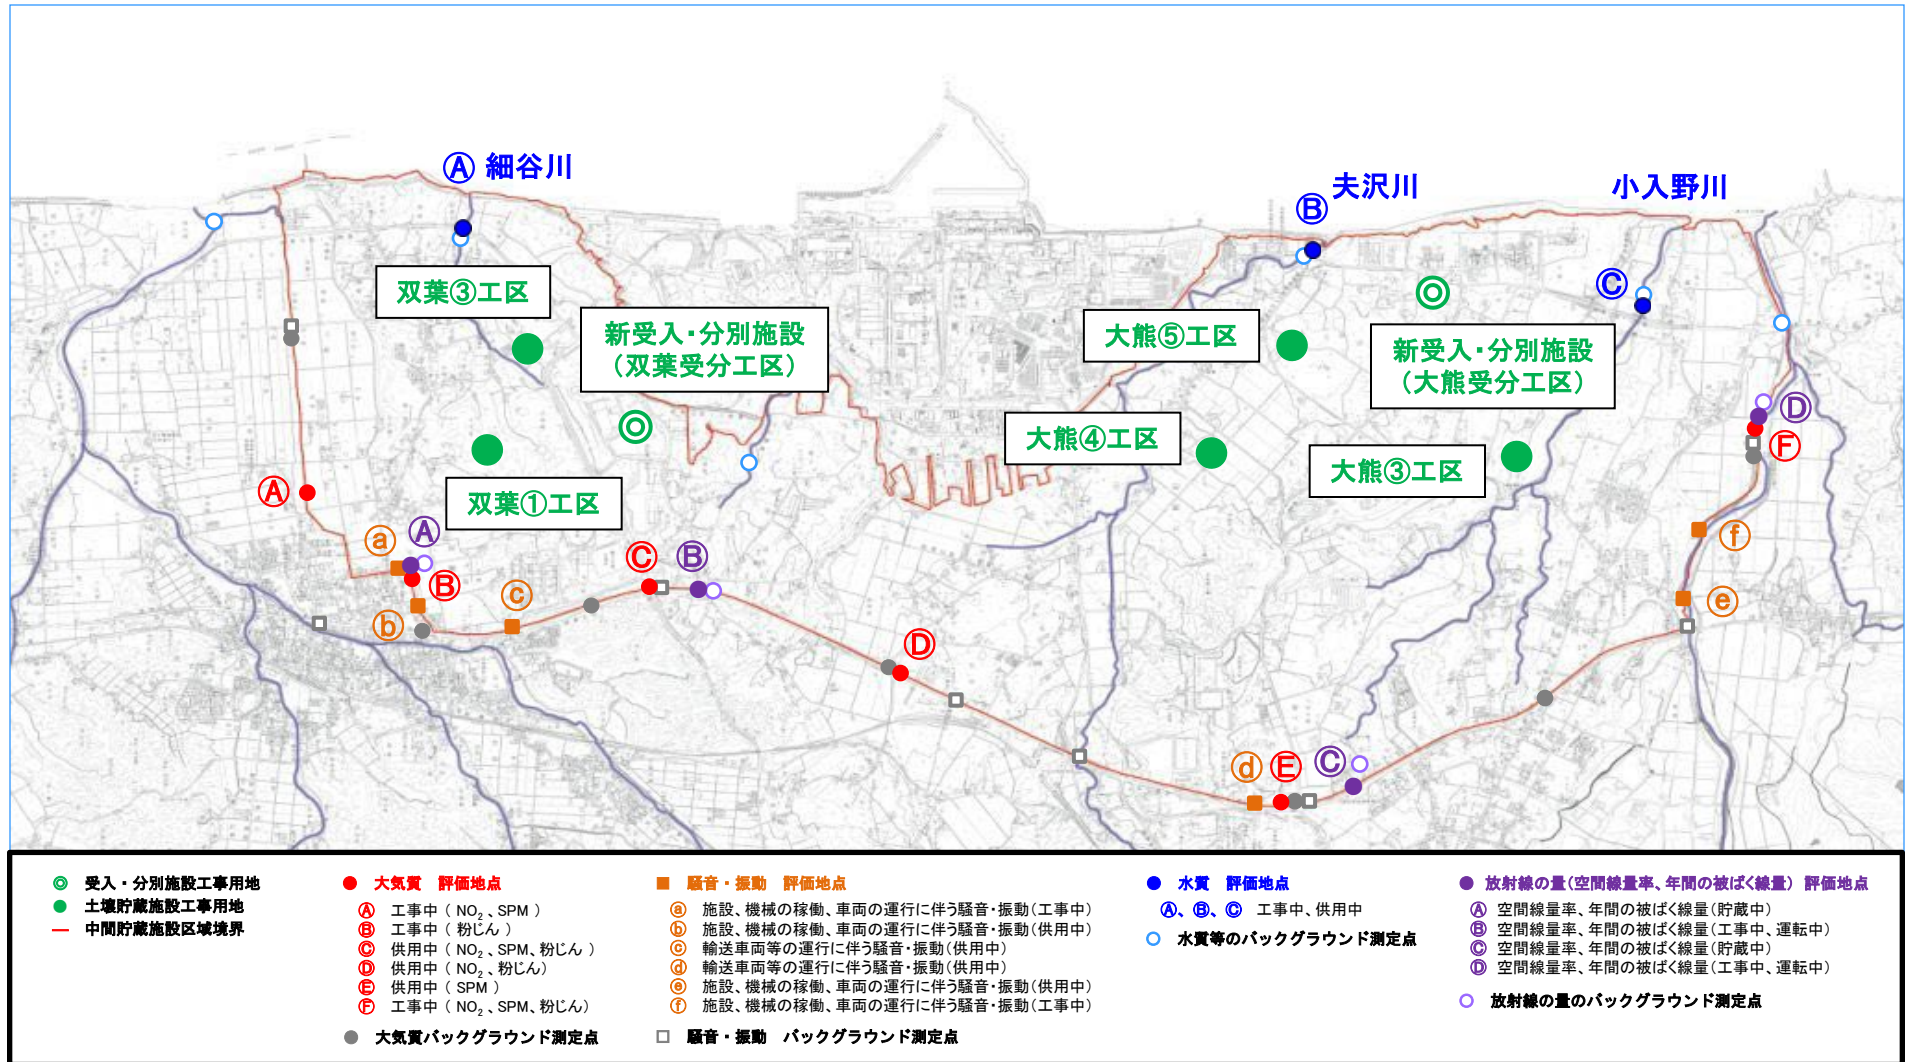 Ⓐ 細谷川
夫沢川
Ⓑ
小入野川
Ⓒ
双葉③工区
新受入・分別施設
（双葉受分工区）
大熊⑤工区
新受入・分別施設
（大熊受分工区）
大熊④工区
大熊③工区
双葉①工区
Ⓓ
Ⓕ
Ⓐ
ⓐ
Ⓐ
Ⓑ
ⓑ
ⓒ
Ⓒ
Ⓑ
Ⓓ
ⓕ
ⓔ
ⓓ
Ⓔ
Ⓒ
受入・分別施設工事用地
土壌貯蔵施設工事用地
中間貯蔵施設区域境界
大気質 評価地点
Ⓐ 工事中（ NO₂ 、SPM ）
Ⓑ 工事中（ 粉じん ）
Ⓒ 供用中（ NO₂ 、SPM、粉じん ）
Ⓓ 供用中（ NO₂ 、粉じん）
Ⓔ 供用中（ SPM ）
Ⓕ 工事中（ NO₂ 、SPM、粉じん）
大気質バックグラウンド測定点
騒音・振動 評価地点
ⓐ 施設、機械の稼働、車両の運行に伴う騒音・振動（工事中）
ⓑ 施設、機械の稼働、車両の運行に伴う騒音・振動（供用中）
ⓒ 輸送車両等の運行に伴う騒音・振動（供用中）
ⓓ 輸送車両等の運行に伴う騒音・振動（供用中）
ⓔ 施設、機械の稼働、車両の運行に伴う騒音・振動（供用中）
ⓕ 施設、機械の稼働、車両の運行に伴う騒音・振動（工事中）
騒音・振動 バックグラウンド測定点
水質 評価地点
Ⓐ、Ⓑ、Ⓒ 工事中、供用中
水質等のバックグラウンド測定点
放射線の量（空間線量率、年間の被ばく線量） 評価地点
Ⓐ 空間線量率、年間の被ばく線量（貯蔵中）
Ⓑ 空間線量率、年間の被ばく線量（工事中、運転中）
Ⓒ 空間線量率、年間の被ばく線量（貯蔵中）
Ⓓ 空間線量率、年間の被ばく線量（工事中、運転中）
放射線の量のバックグラウンド測定点